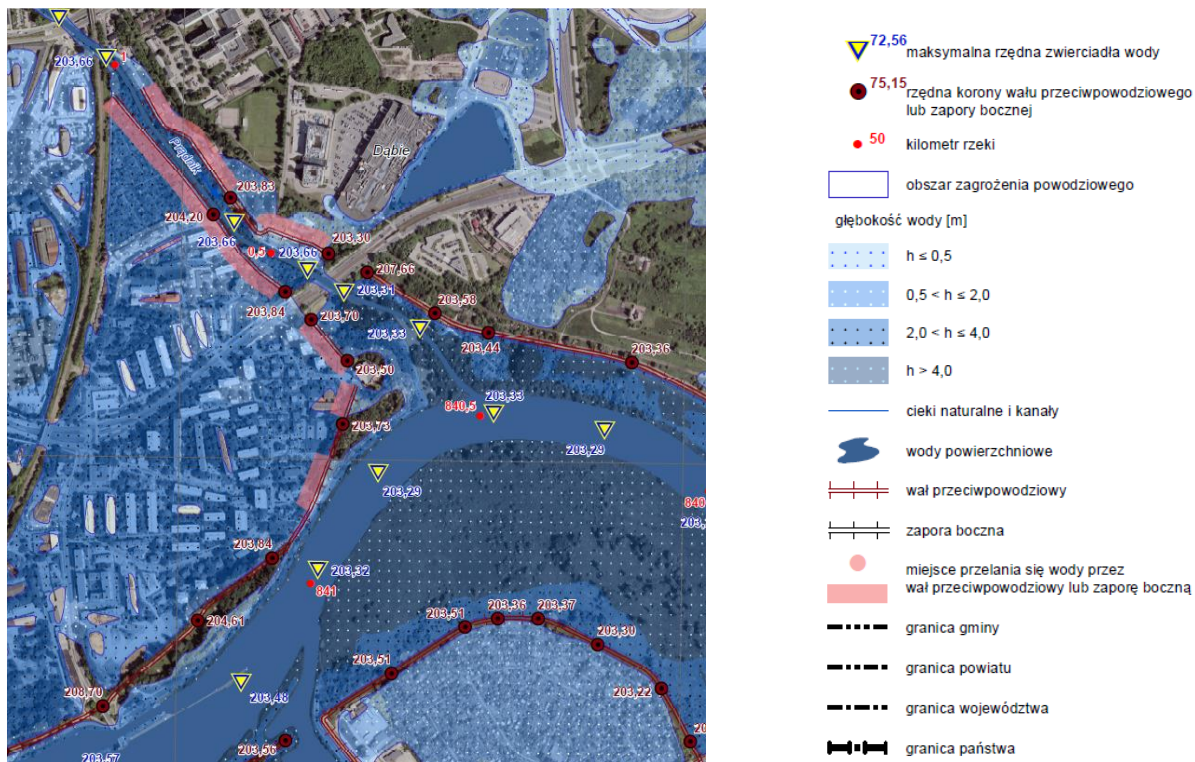 203,66
1
Prądnik
Dąbie
203,83
204,20
203,66
0,5
203,66
203,30
207,66
203,31
203,84
203,70
203,58
203,33
203,44
203,36
203,50
203,33
840,5
203,73
203,29
203,29
840
203,84
203,32
841
204,61
203,51
203,36
203,37
203,30
203,51
203,22
208,70
203,48
203,56
203,57
72,56
maksymalna rzędna zwierciadła wody
75,15
rzędna korony wału przeciwpowodziowego
lub zapory bocznej
50
kilometr rzeki
obszar zagrożenia powodziowego
głębokość wody [m]
h ≤ 0,5
0,5 < h ≤ 2,0
2,0 < h ≤ 4,0
h > 4,0
cieki naturalne i kanały
wody powierzchniowe
wał przeciwpowodziowy
zapora boczna
miejsce przelania się wody przez
wał przeciwpowodziowy lub zaporę boczną
granica gminy
granica powiatu
granica województwa
granica państwa